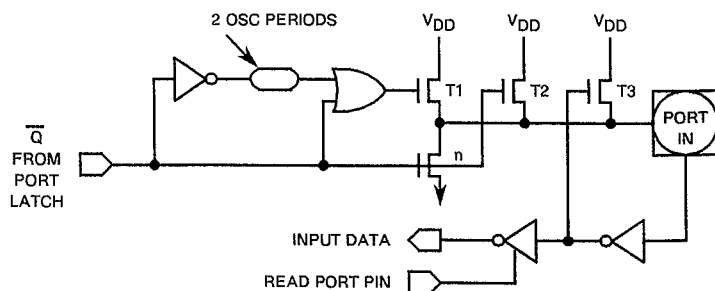 2 OSC PERIODS
VDD
VDD
VDD
T1
T2
T3
Q
FROM
PORT
LATCH
n
PORT
IN
INPUT DATA
READ PORT PIN